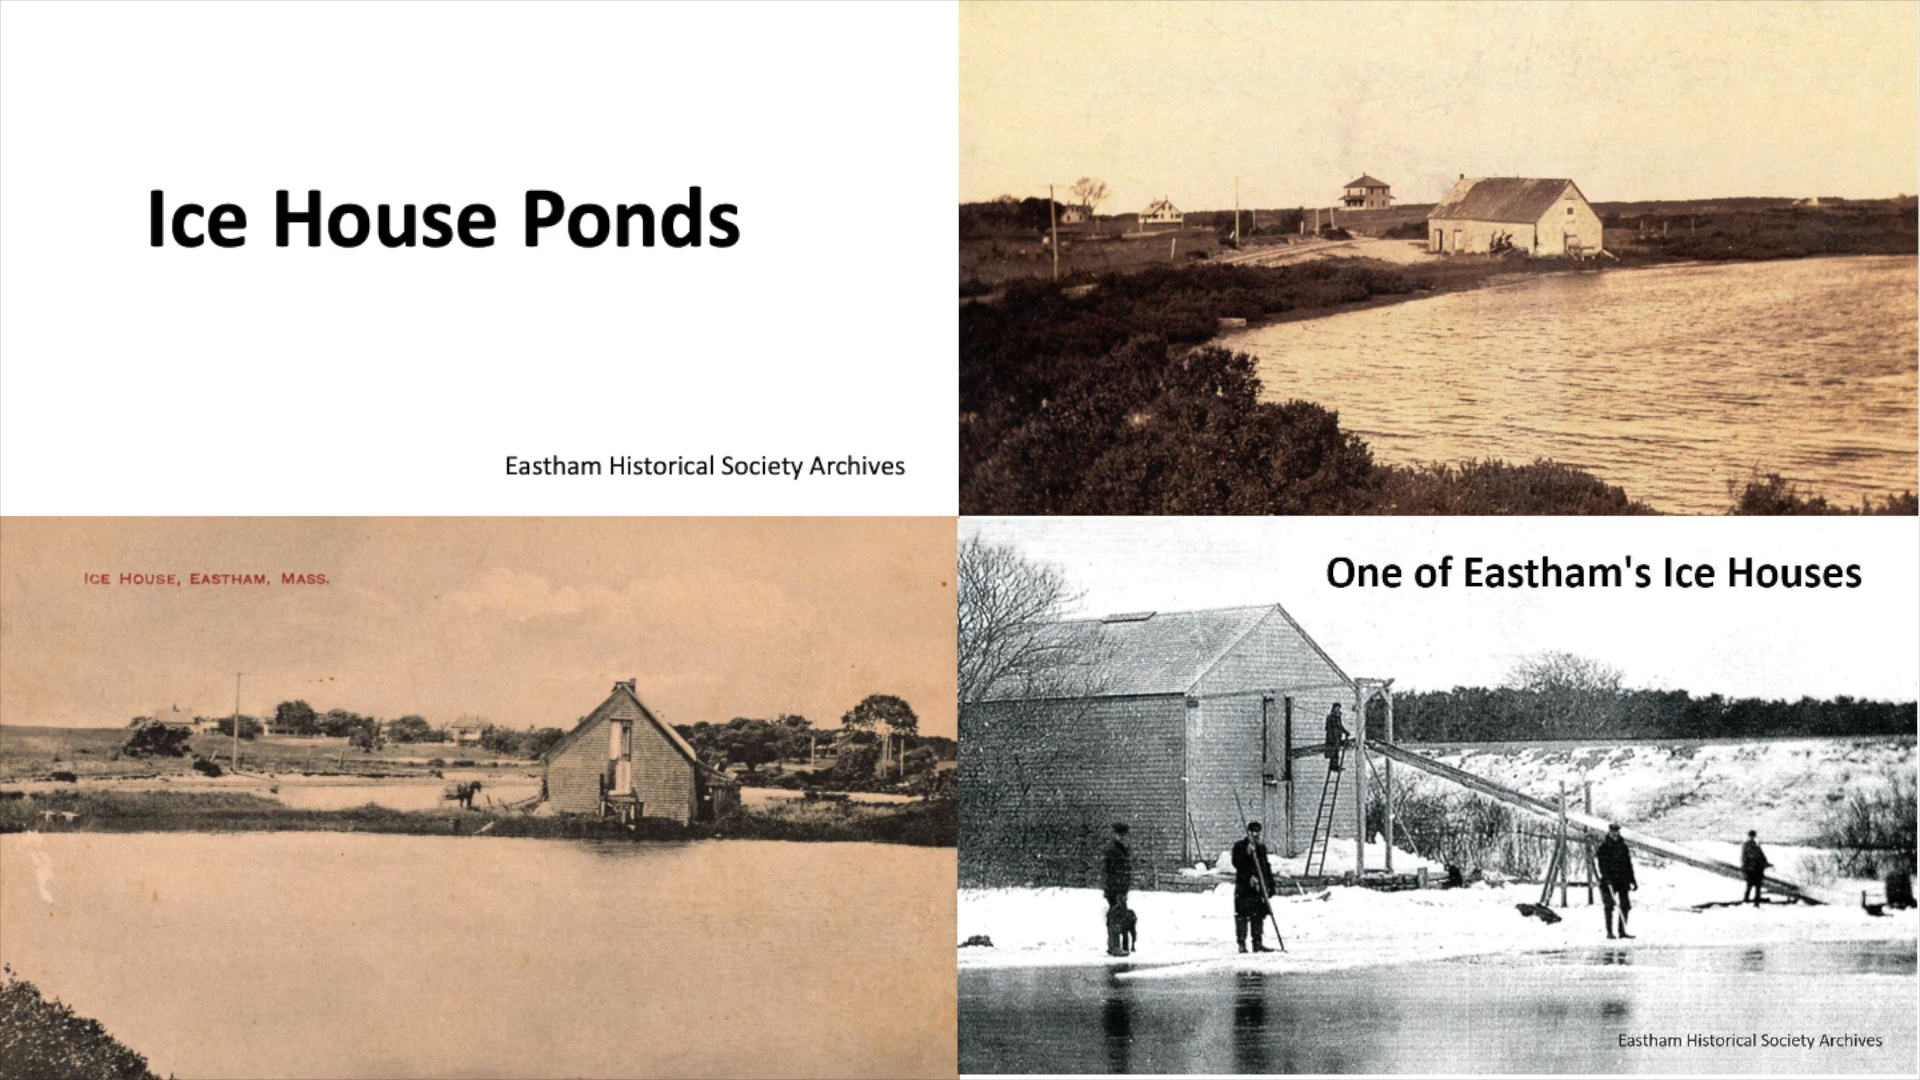 Ice House Ponds
Eastham Historical Society Archives
ICE HOUSE, EASTHAM, MASS.
One of Eastham's Ice Houses
Eastham Historical Society Archives